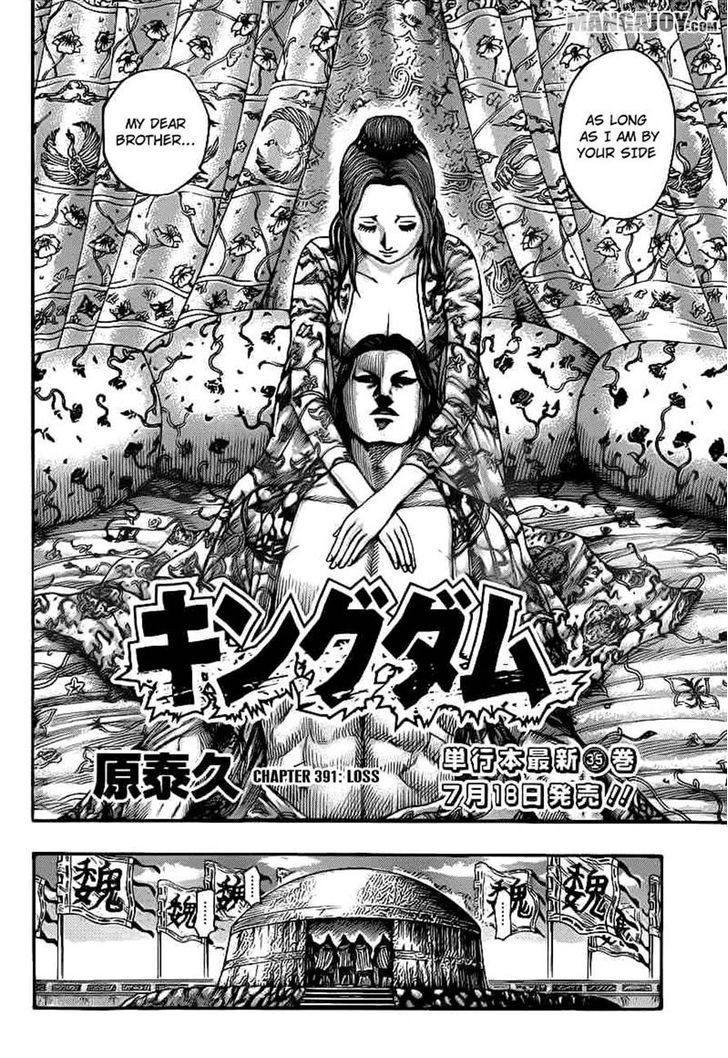 MANGAJOY.COM
MY DEAR
BROTHER...
AS LONG
AS I AM BY
YOUR SIDE
キングダム
原泰久
CHAPTER 391: LOSS
単行本最新35巻
7月18日発売!!
魏
魏
魏
魏
魏
...
...